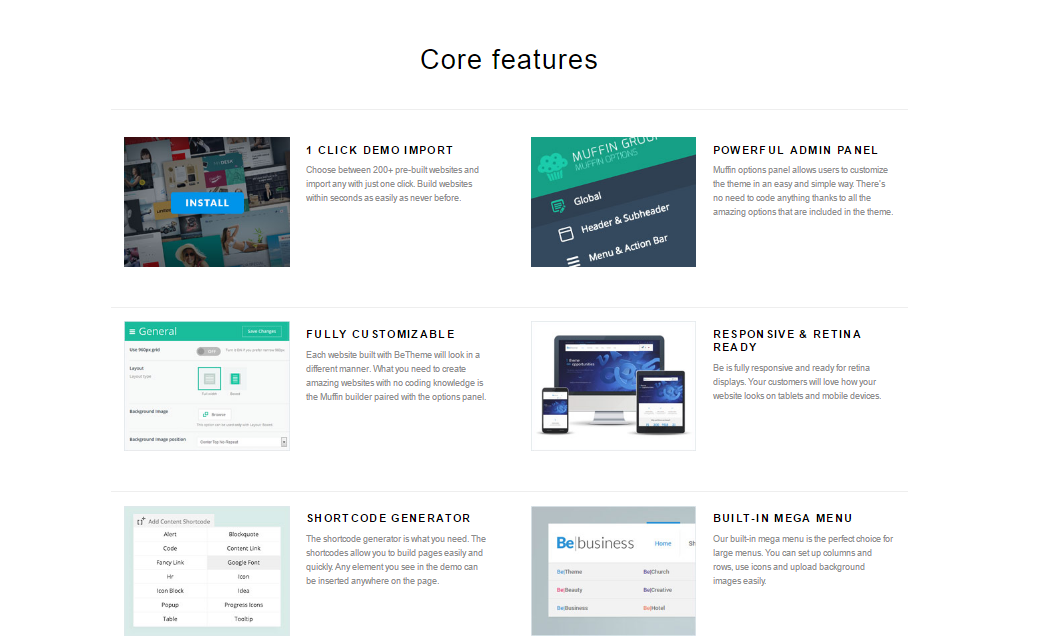 Core features
INSTALL
1 CLICK DEMO IMPORT
Choose between 200+ pre-built websites and
import any with just one click. Build websites
within seconds as easily as never before.
MUFFIN GROUP
MUFFIN OPTIONS
Global
Header & Subheader
Menu & Action Bar
POWERFUL ADMIN PANEL
Muffin options panel allows users to customize
the theme in an easy and simple way. There's
no need to code anything thanks to all the
amazing options that are included in the theme.
General
Save Changes
Use 960px grid
OFF
Layout
Layout type
Full width
Boxed
Background Image
Browse
This option can be used only with Layout: Boxed
Background Image position
Center Top No-Repeat
FULLY CUSTOMIZABLE
Each website built with BeTheme will look in a
different manner. What you need to create
amazing websites with no coding knowledge is
the Muffin builder paired with the options panel.
RESPONSIVE & RETINA
READY
Be is fully responsive and ready for retina
displays. Your customers will love how your
website looks on tablets and mobile devices.
Add Content Shortcode
Alert Blockquote
Code Content Link
Fancy Link Google Font
Hr Icon
Icon Block Idea
Popup Progress Icons
Table Tooltip
SHORTCODE GENERATOR
The shortcode generator is what you need. The
shortcodes allow you to build pages easily and
quickly. Any element you see in the demo can
be inserted anywhere on the page.
Be|business Home Sh
Be|Theme Be|Church
Be|Beauty Be|Creative
Be|Business Be|Hotel
BUILT-IN MEGA MENU
Our built-in mega menu is the perfect choice for
large menus. You can set up columns and
rows, use icons and upload background
images easily.